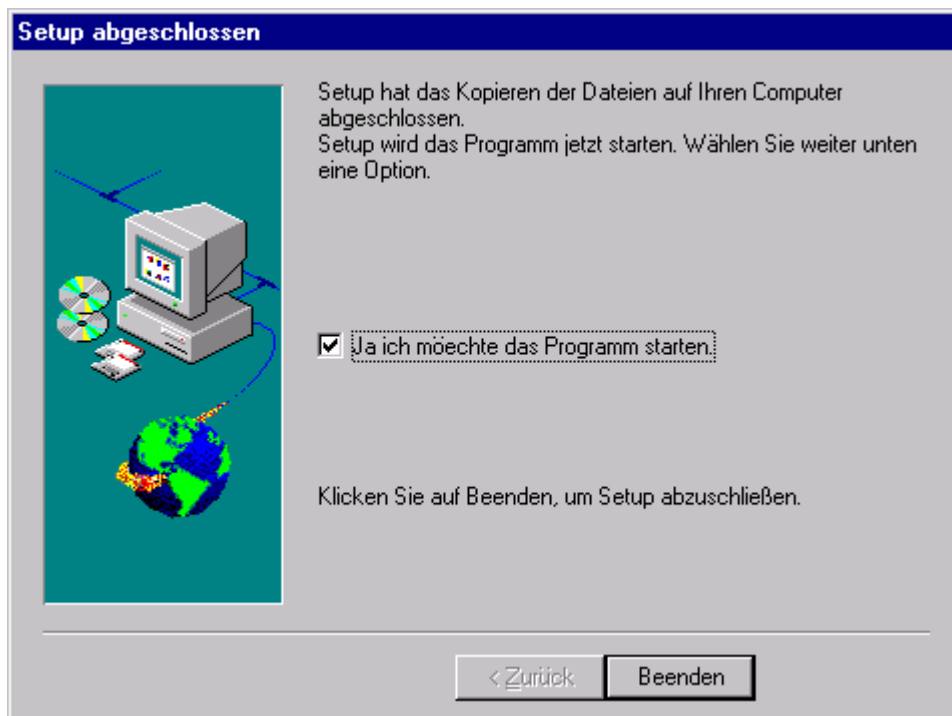 Setup abgeschlossen
Setup hat das Kopieren der Dateien auf Ihren Computer
abgeschlossen.
Setup wird das Programm jetzt starten. Wählen Sie weiter unten
eine Option.
Ja ich möechte das Programm starten.
Klicken Sie auf Beenden, um Setup abzuschließen.
< Zurück
Beenden